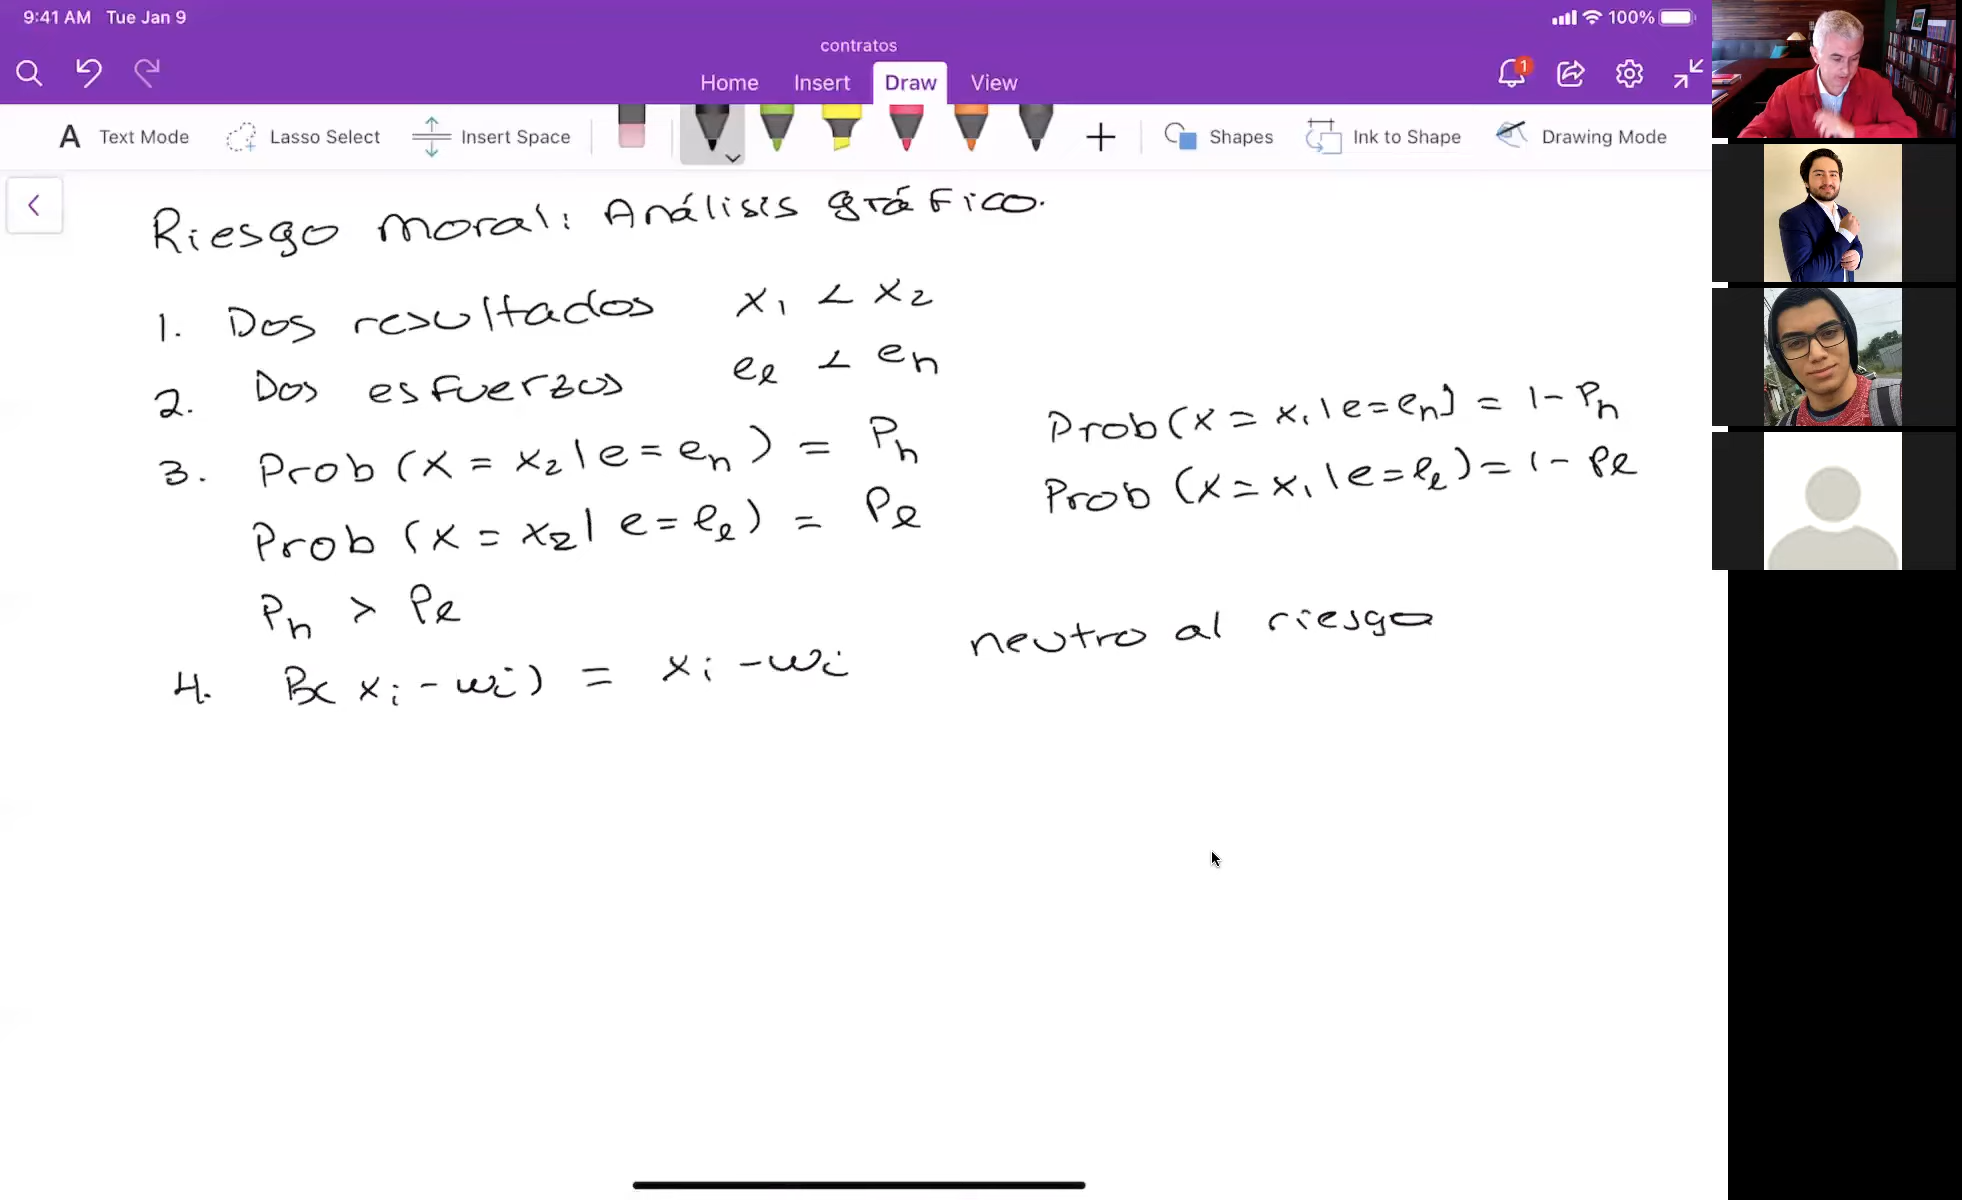 9:41 AM Tue Jan 9
100%
contratos
Home Insert Draw View
1
A Text Mode Lasso Select Insert Space Shapes Ink to Shape Drawing Mode
Riesgo moral: Análisis gráfico.
1. Dos resultados x₁ < x₂
2. Dos esfuerzos eℓ < eh
3. Prob (x = x₂ | e = eh) = Ph Prob (x = x₁ | e = eh] = 1 - Ph
Prob (x = x₂ | e = eℓ) = Pℓ Prob (x = x₁ | e = eℓ) = 1 - Pℓ
Ph > Pℓ
4. B( xi - wi) = xi - wi neutro al riesgo